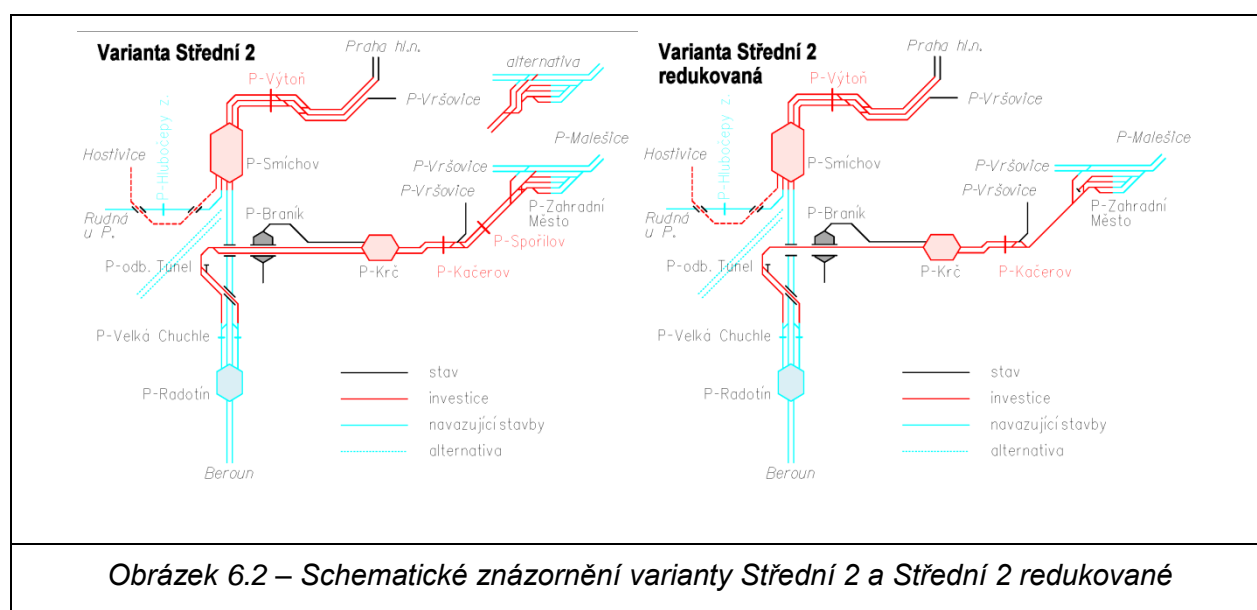 Varianta Střední 2
Praha hl.n.
alternativa
P-Výtoň
P-Vršovice
P-Hlubočepy z.
P-Malešice
Hostivice
P-Smíchov
P-Vršovice
P-Vršovice
P-Zahradní
Město
Rudná
u P.
P-Braník
P-Spořilov
P-odb. Túnel
P-Krč
P-Kačerov
P-Velká Chuchle
P-Radotín
stav
investice
navazující stavby
alternativa
Beroun
Varianta Střední 2
redukovaná
Praha hl.n.
P-Výtoň
P-Vršovice
P-Hlubočepy z.
P-Malešice
Hostivice
P-Smíchov
P-Vršovice
P-Vršovice
P-Zahradní
Město
Rudná
u P.
P-Braník
P-odb. Túnel
P-Krč
P-Kačerov
P-Velká Chuchle
P-Radotín
stav
investice
navazující stavby
alternativa
Beroun
Obrázek 6.2 – Schematické znázornění varianty Střední 2 a Střední 2 redukované